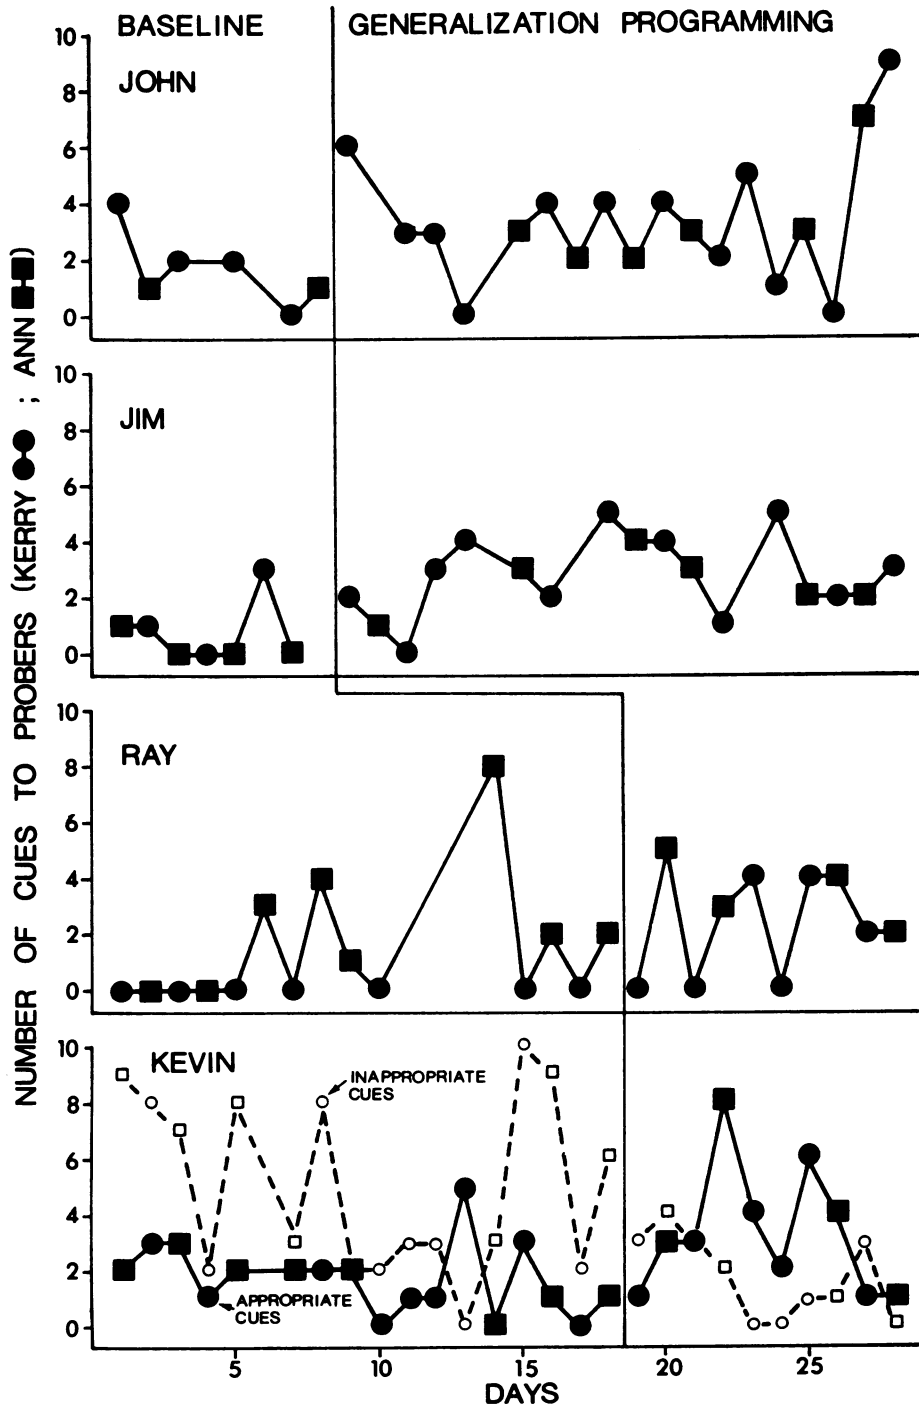 BASELINE GENERALIZATION PROGRAMMING
JOHN
10
8
6
4
2
0
JIM
10
8
6
4
2
0
RAY
10
8
6
4
2
0
KEVIN
INAPPROPRIATE
CUES
APPROPRIATE
CUES
10
8
6
4
2
0
5 10 15 20 25
DAYS
NUMBER OF CUES TO PROBERS (KERRY ; ANN )